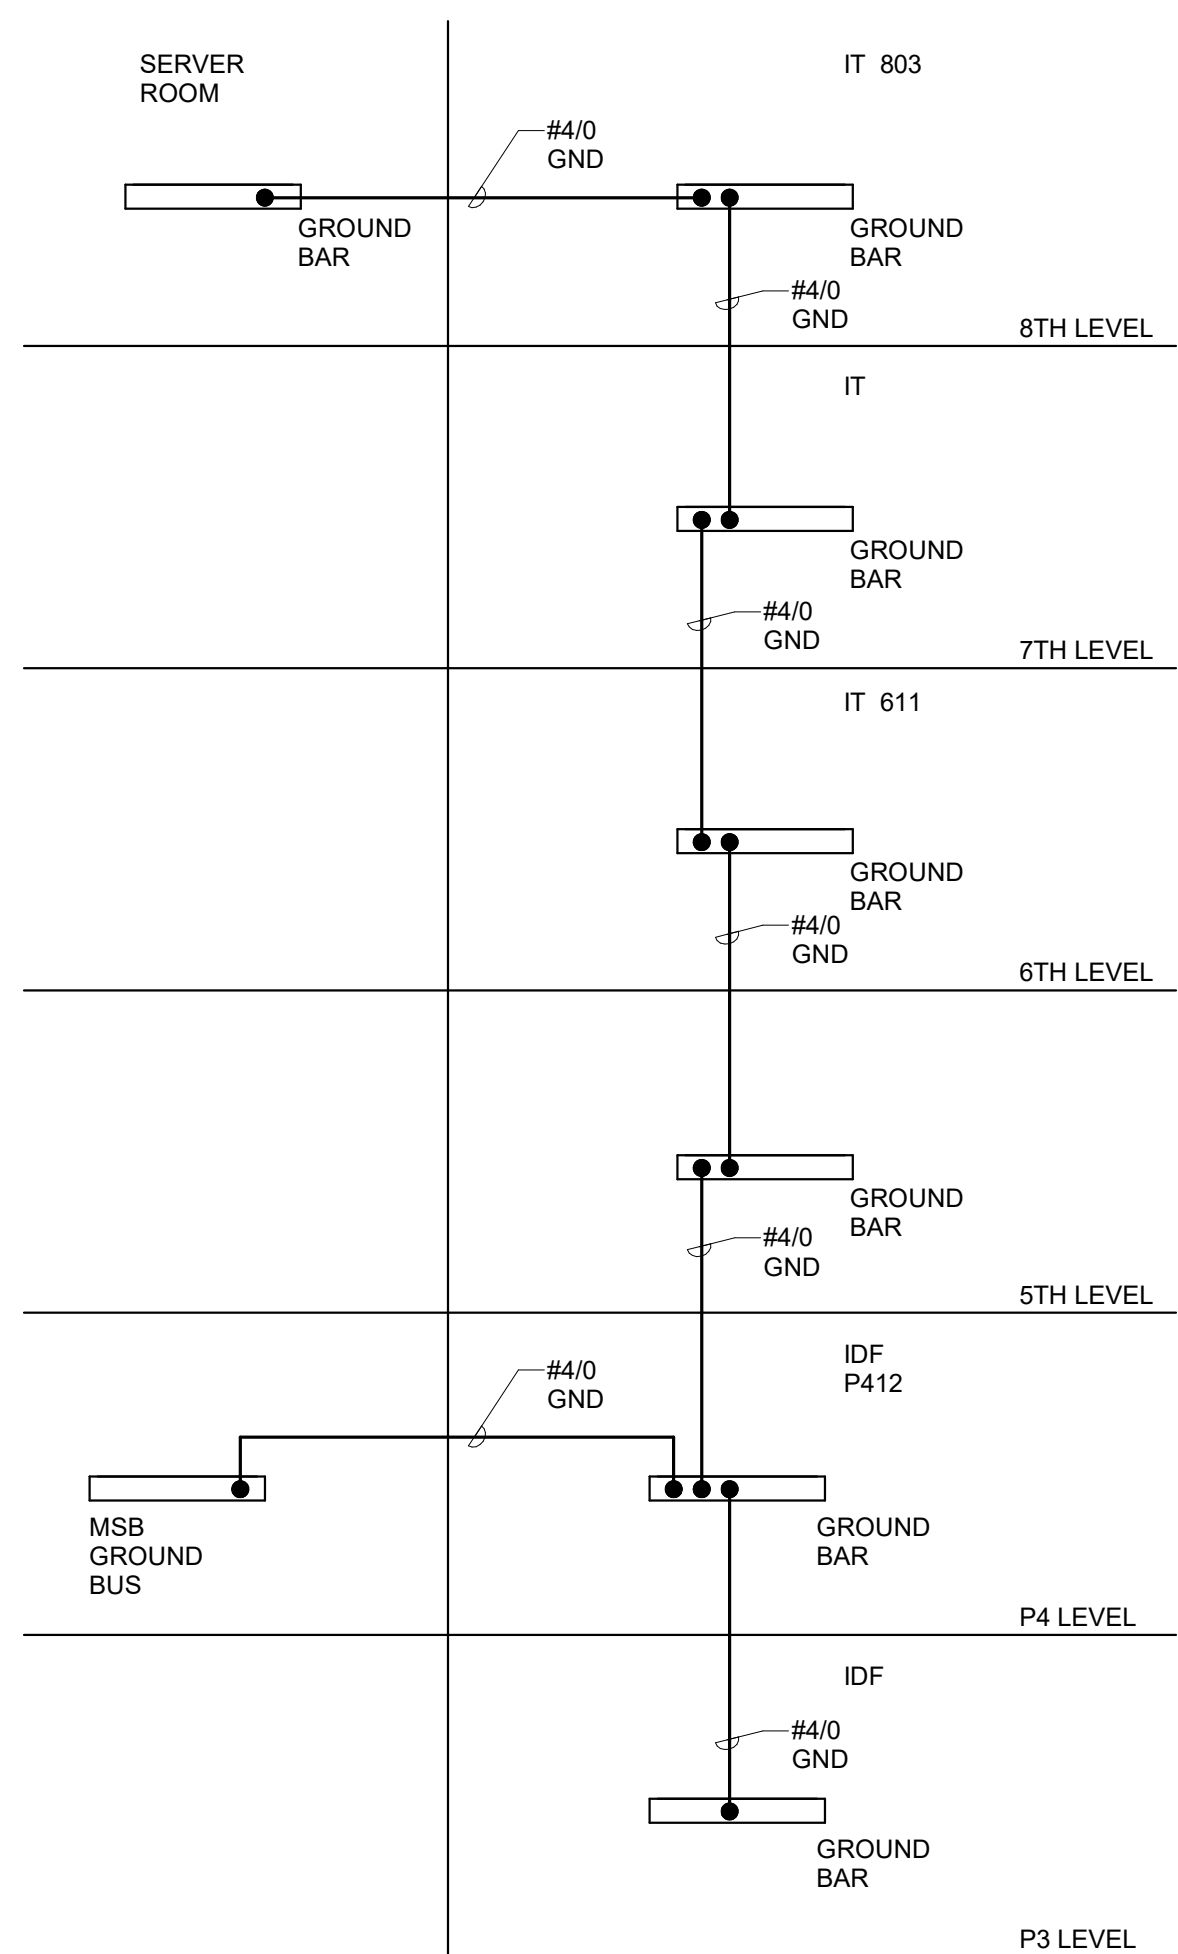 SERVER
ROOM
IT 803
#4/0
GND
GROUND
BAR
GROUND
BAR
#4/0
GND
8TH LEVEL
IT
GROUND
BAR
#4/0
GND
7TH LEVEL
IT 611
GROUND
BAR
#4/0
GND
6TH LEVEL
GROUND
BAR
#4/0
GND
5TH LEVEL
IDF
P412
#4/0
GND
MSB
GROUND
BUS
GROUND
BAR
P4 LEVEL
IDF
#4/0
GND
GROUND
BAR
P3 LEVEL